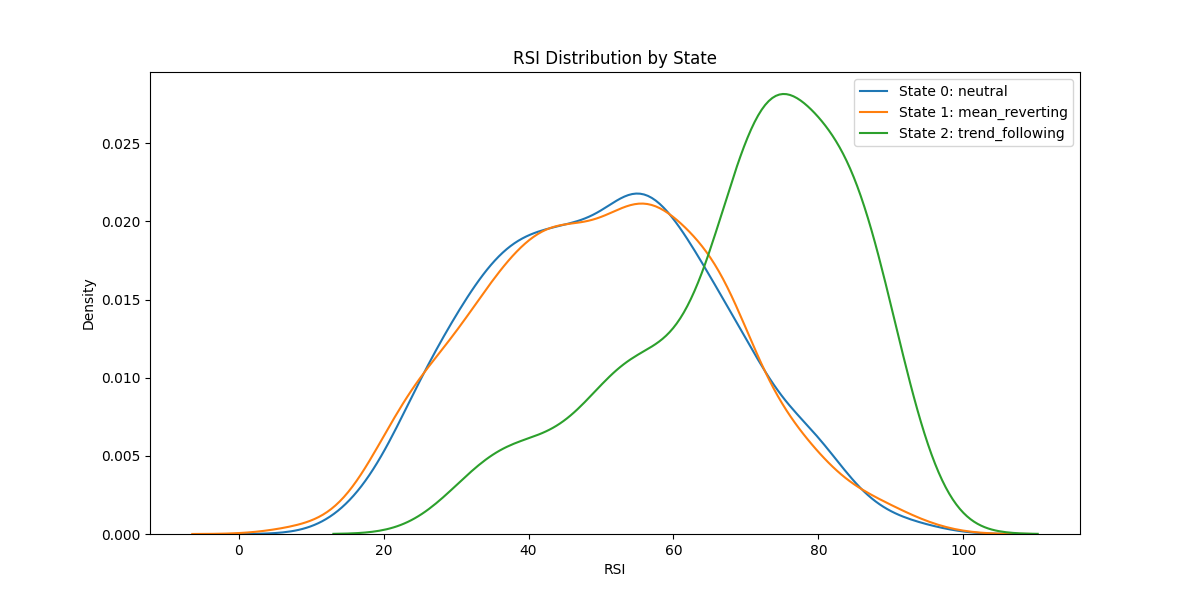 RSI Distribution by State
State 0: neutral
State 1: mean_reverting
State 2: trend_following
Density
0.025
0.020
0.015
0.010
0.005
0.000
0 20 40 60 80 100
RSI